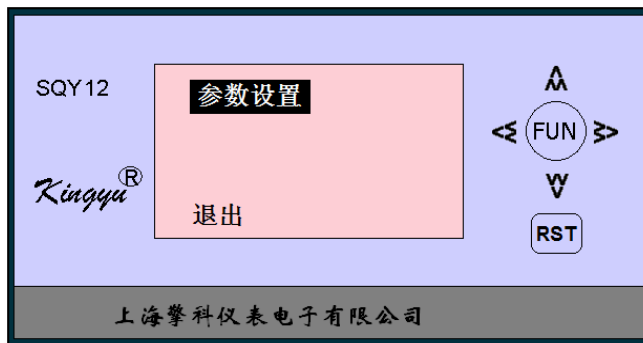 SQY12
参数设置
FUN
Kingyu®
退出
RST
上海擎科仪表电子有限公司